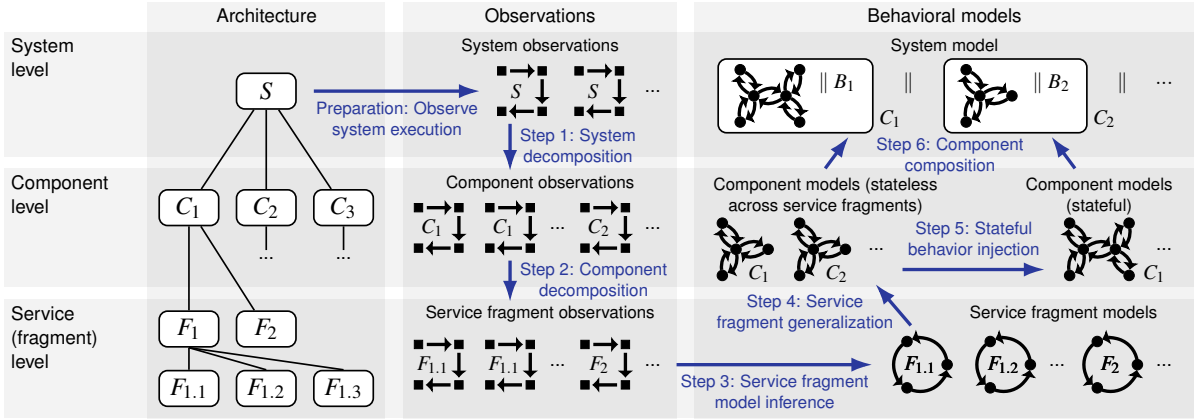 Architecture
Observations
Behavioral models
System
level
Component
level
Service
(fragment)
level
S
C1
C2
C3
...
...
F1
F2
F1.1
F1.2
F1.3
Preparation: Observe
system execution
System observations
S
S
...
Step 1: System
decomposition
Component observations
C1
C1
...
C2
...
Step 2: Component
decomposition
Service fragment observations
F1.1
F1.1
...
F2
...
Step 3: Service fragment
model inference
System model
|| B1
||
C1
|| B2
||
C2
...
Step 6: Component
composition
Component models (stateless
across service fragments)
C1
C2
...
Step 5: Stateful
behavior injection
Component models
(stateful)
C1
...
Step 4: Service
fragment generalization
Service fragment models
F1.1
F1.2
...
F2
...